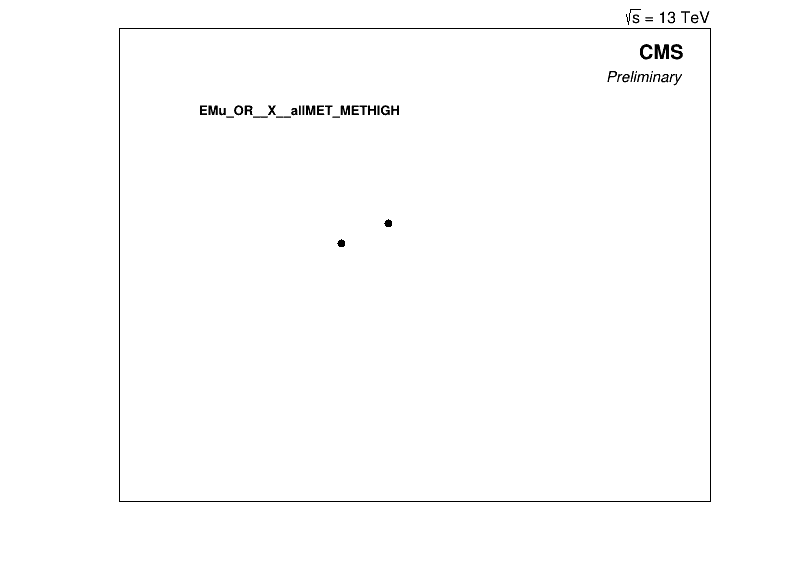 √s = 13 TeV
CMS
Preliminary
EMu_OR__X__allMET_METHIGH